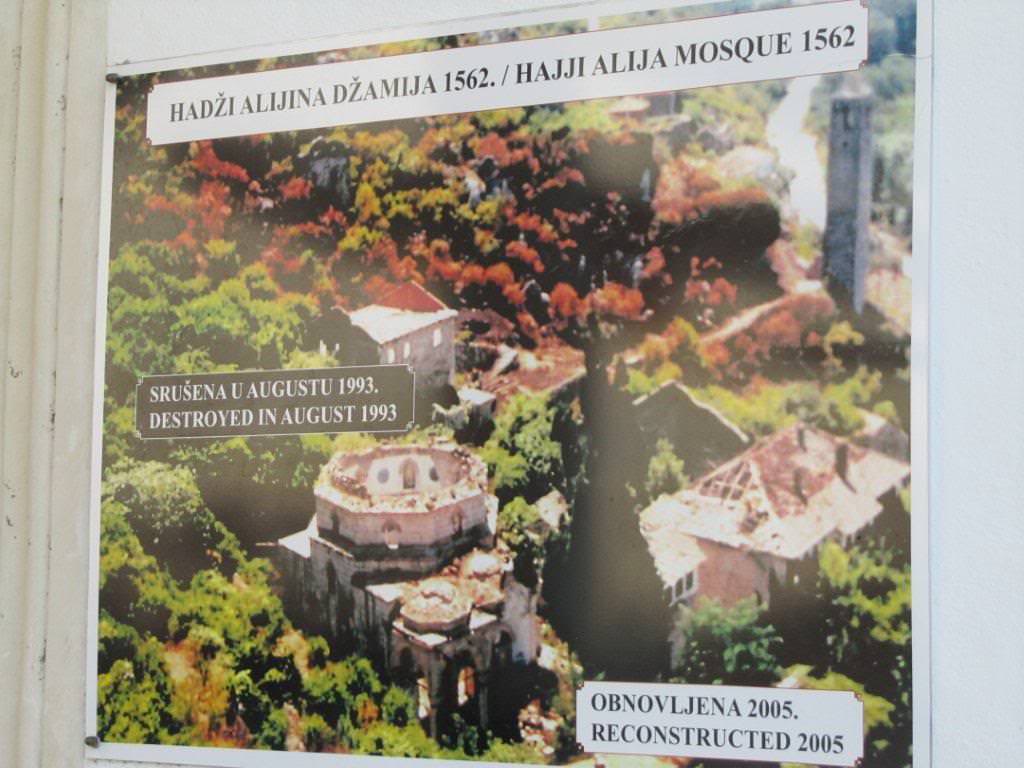 HADŽI ALIJINA DŽAMIJA 1562. / HAJJI ALIJA MOSQUE 1562
SRUŠENA U AUGUSTU 1993.
DESTROYED IN AUGUST 1993
OBNOVLJENA 2005.
RECONSTRUCTED 2005